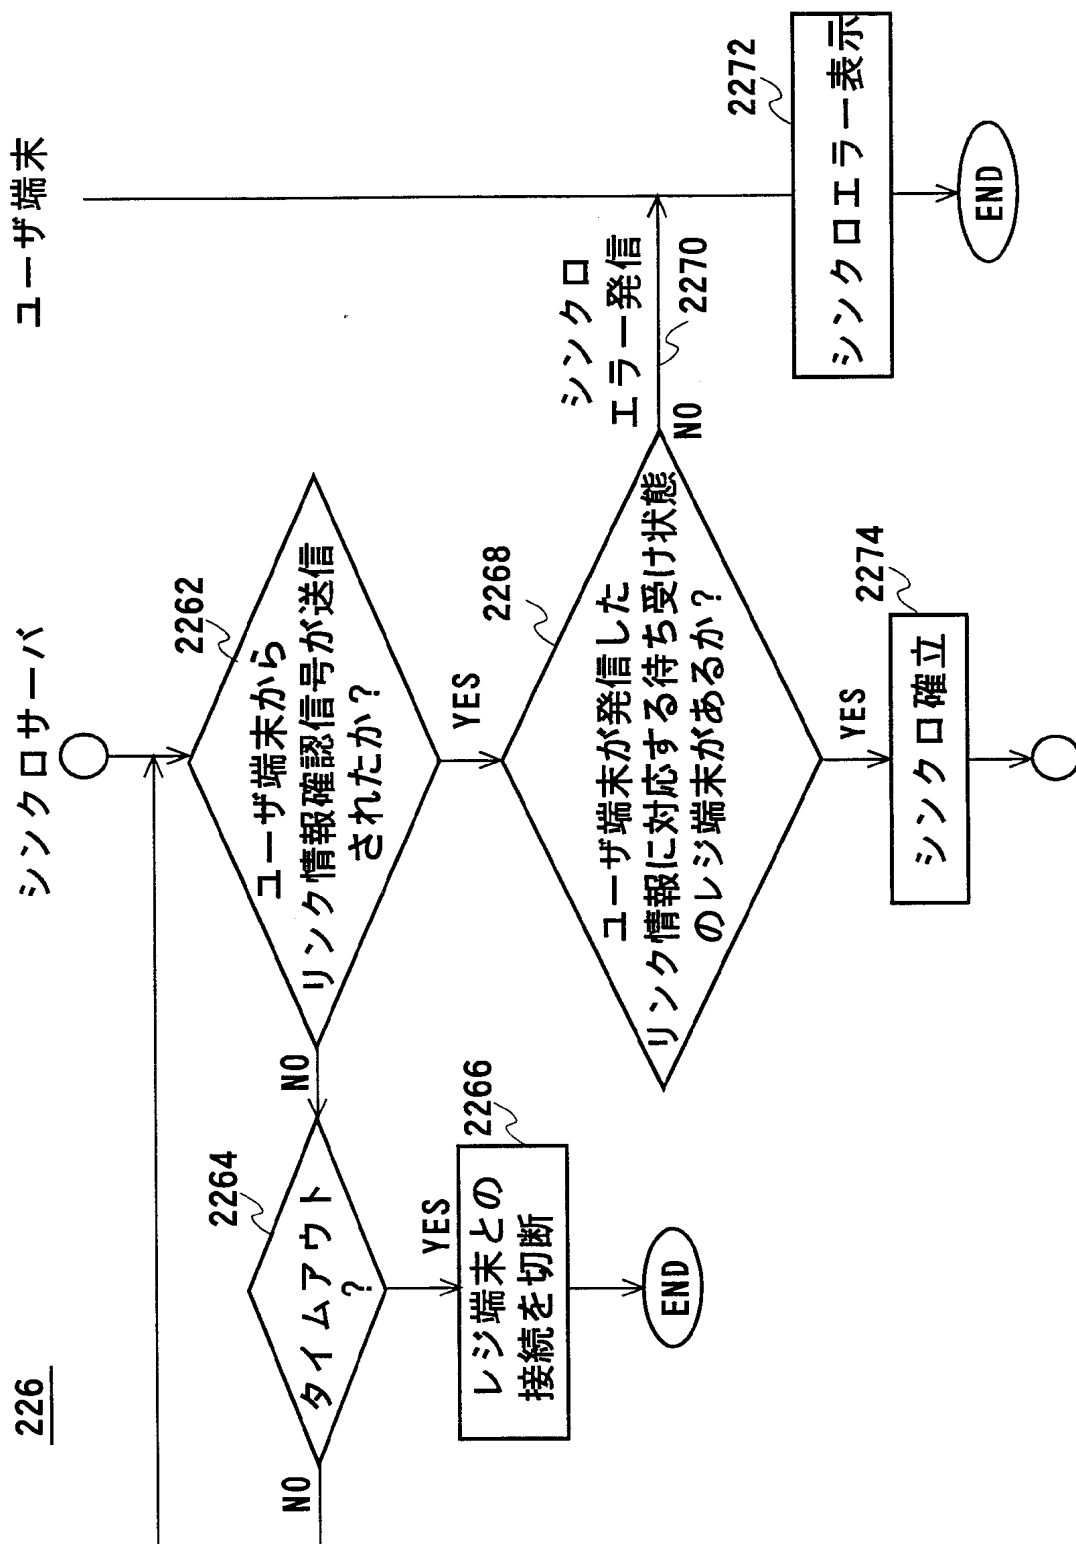 226
シンクロサーバ
ユーザ端末
2262
ユーザ端末から
リンク情報確認信号が送信
されたか？
NO
YES
2264
タイムアウト
？
NO
YES
2266
レジ端末との
接続を切断
END
2268
ユーザ端末が発信した
リンク情報に対応する待ち受け状態
のレジ端末があるか？
NO
シンクロ
エラー発信
2270
2272
シンクロエラー表示
END
YES
2274
シンクロ確立